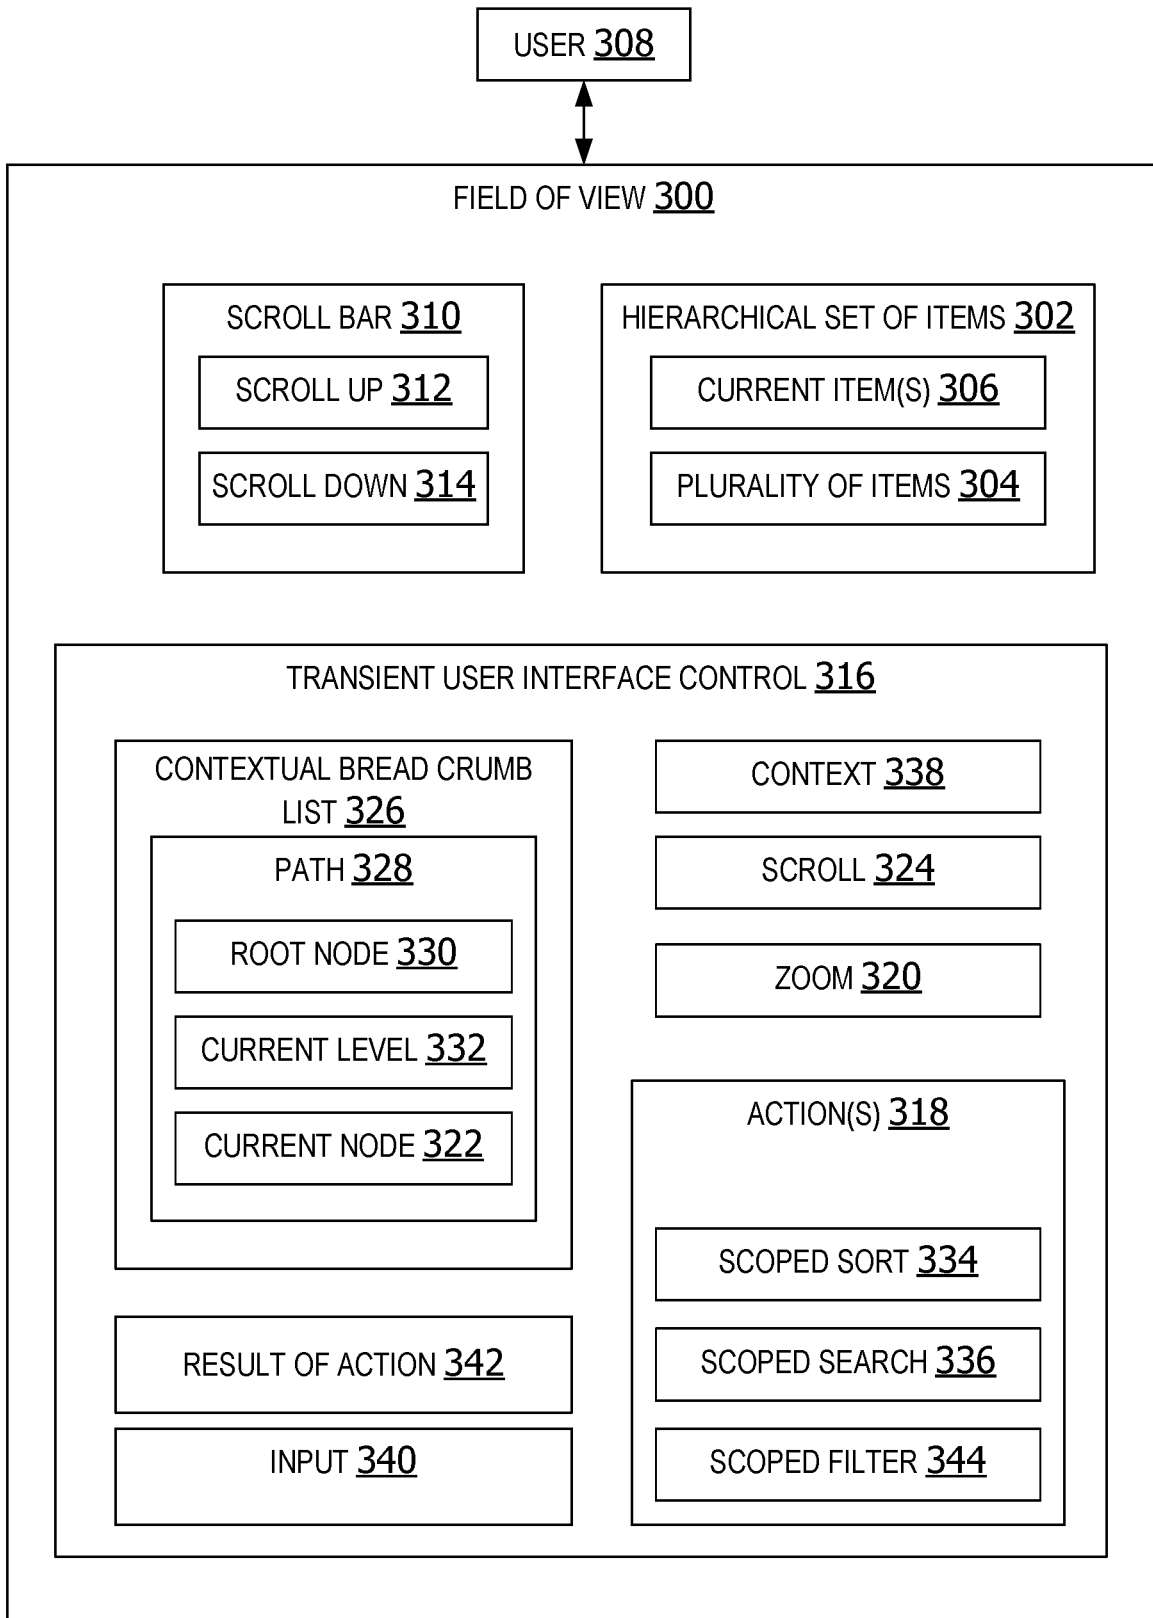 USER 308
FIELD OF VIEW 300
SCROLL BAR 310
SCROLL UP 312
SCROLL DOWN 314
HIERARCHICAL SET OF ITEMS 302
CURRENT ITEM(S) 306
PLURALITY OF ITEMS 304
TRANSIENT USER INTERFACE CONTROL 316
CONTEXTUAL BREAD CRUMB
LIST 326
PATH 328
ROOT NODE 330
CURRENT LEVEL 332
CURRENT NODE 322
RESULT OF ACTION 342
INPUT 340
CONTEXT 338
SCROLL 324
ZOOM 320
ACTION(S) 318
SCOPED SORT 334
SCOPED SEARCH 336
SCOPED FILTER 344